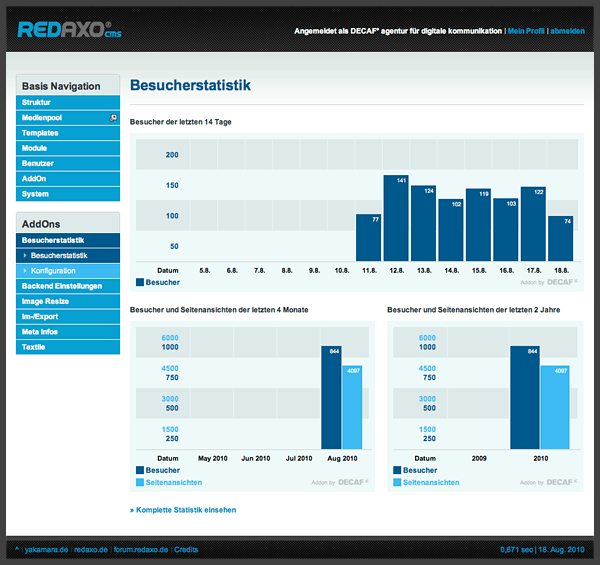 REDAXO® cms
Angemeldet als DECAF* agentur für digitale kommunikation | Mein Profil | abmelden
Basis Navigation
Struktur
Medienpool
Templates
Module
Benutzer
AddOn
System
AddOns
Besucherstatistik
Besucherstatistik
Konfiguration
Backend Einstellungen
Image Resize
Im-/Export
Meta Infos
Textile
Besucherstatistik
Besucher der letzten 14 Tage
200
150
100
50
77 141 124 102 119 103 122 74
Datum 5.8. 6.8. 7.8. 8.8. 9.8. 10.8. 11.8. 12.8. 13.8. 14.8. 15.8. 16.8. 17.8. 18.8.
Besucher
Addon by DECAF*
Besucher und Seitenansichten der letzten 4 Monate
6000
1000
4500
750
3000
500
1500
250
844 4097
Datum May 2010 Jun 2010 Jul 2010 Aug 2010
Besucher
Seitenansichten
Addon by DECAF*
Besucher und Seitenansichten der letzten 2 Jahre
6000
1000
4500
750
3000
500
1500
250
844 4097
Datum 2009 2010
Besucher
Seitenansichten
Addon by DECAF*
» Komplette Statistik einsehen
^ | yakamara.de | redaxo.de | forum.redaxo.de | Credits
0,671 sec | 18. Aug. 2010